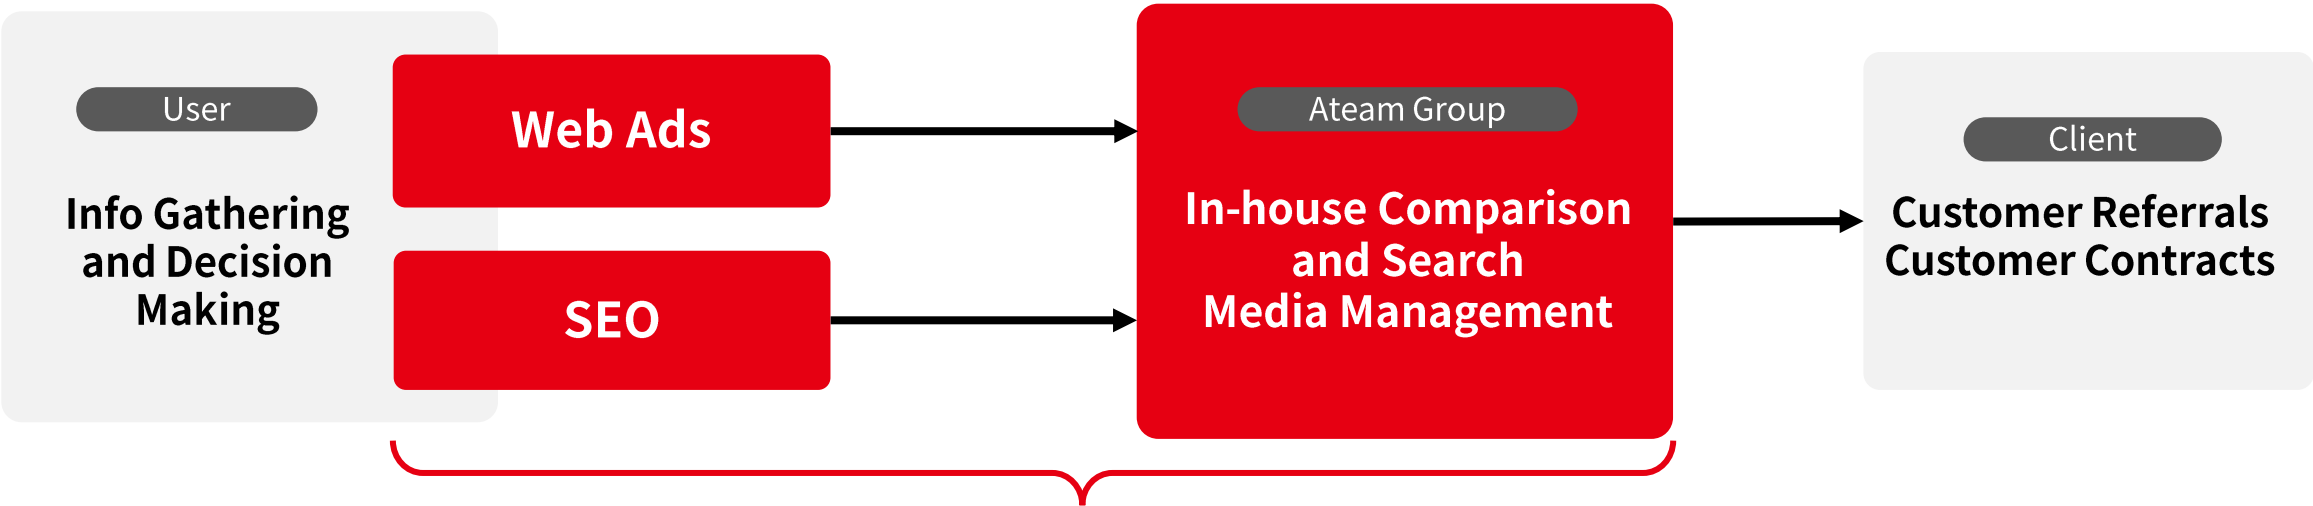 User
Info Gathering
and Decision
Making
Web Ads
SEO
Ateam Group
In-house Comparison
and Search
Media Management
Client
Customer Referrals
Customer Contracts